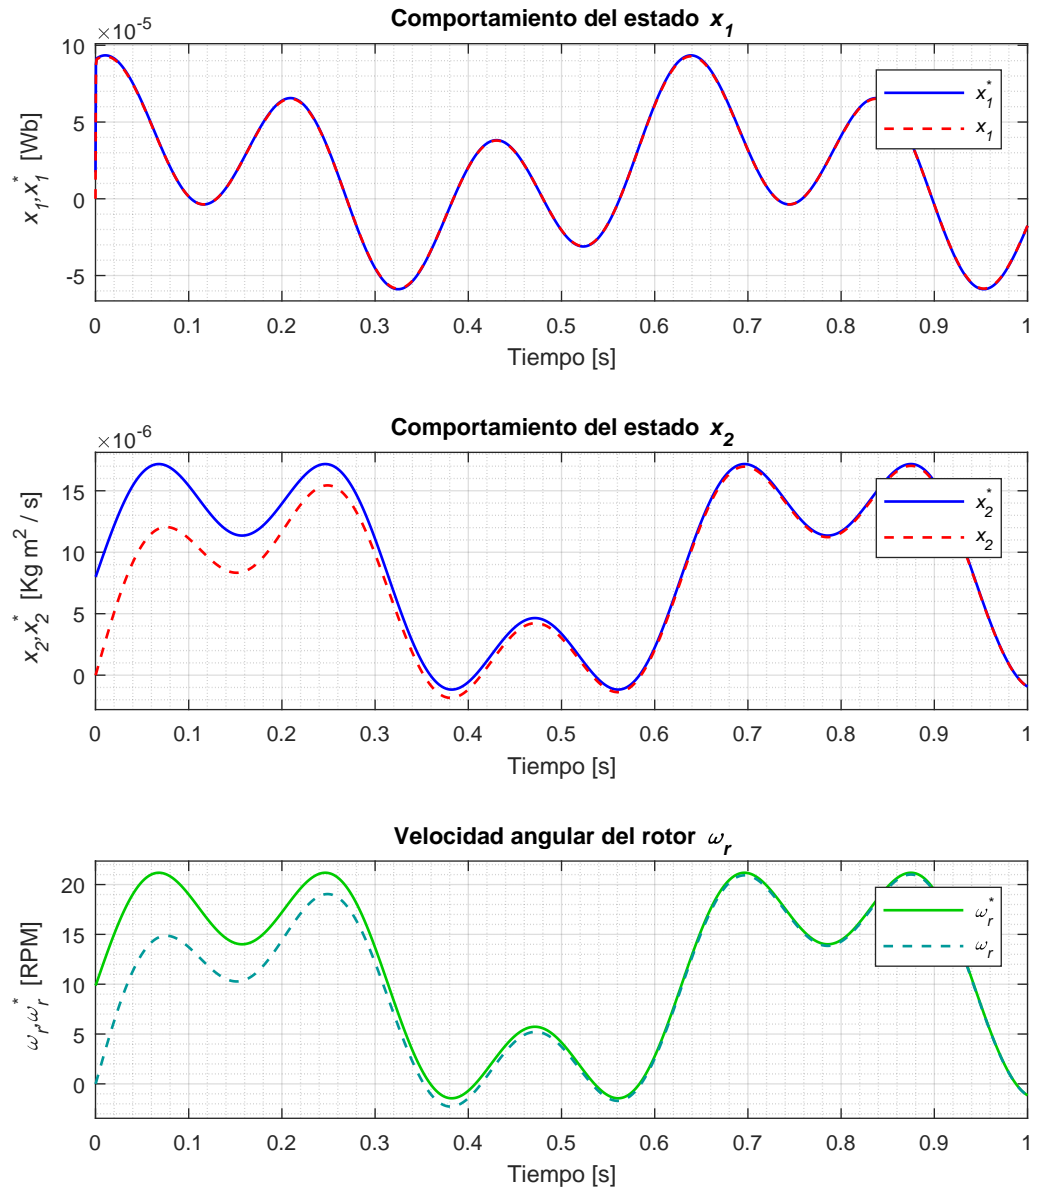 Comportamiento del estado x₁
×10⁻⁵
10
5
0
-5
x₁,x₁* [Wb]
x₁*
x₁
0 0.1 0.2 0.3 0.4 0.5 0.6 0.7 0.8 0.9 1
Tiempo [s]
Comportamiento del estado x₂
×10⁻⁶
15
10
5
0
x₂,x₂* [Kg m² / s]
x₂*
x₂
0 0.1 0.2 0.3 0.4 0.5 0.6 0.7 0.8 0.9 1
Tiempo [s]
Velocidad angular del rotor ωᵣ
20
15
10
5
0
ωᵣ,ωᵣ* [RPM]
ωᵣ*
ωᵣ
0 0.1 0.2 0.3 0.4 0.5 0.6 0.7 0.8 0.9 1
Tiempo [s]